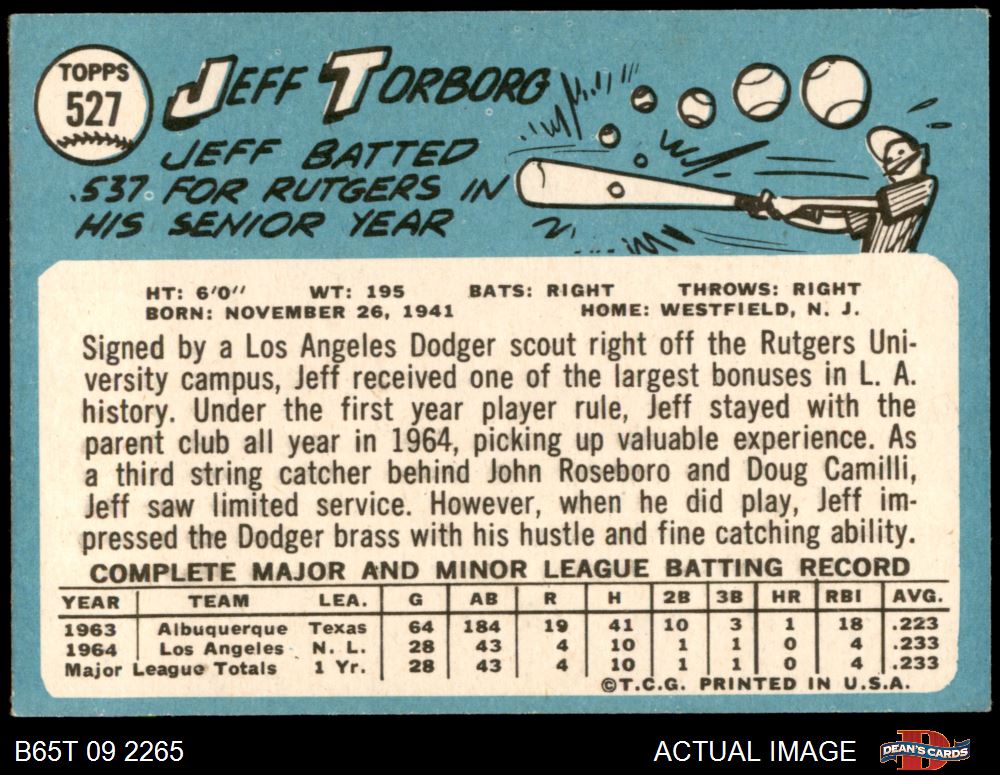 TOPPS
527
JEFF TORBORG
JEFF BATTED
.537 FOR RUTGERS IN
HIS SENIOR YEAR
HT: 6'0" WT: 195 BATS: RIGHT THROWS: RIGHT
BORN: NOVEMBER 26, 1941 HOME: WESTFIELD, N. J.
Signed by a Los Angeles Dodger scout right off the Rutgers Uni-
versity campus, Jeff received one of the largest bonuses in L. A.
history. Under the first year player rule, Jeff stayed with the
parent club all year in 1964, picking up valuable experience. As
a third string catcher behind John Roseboro and Doug Camilli,
Jeff saw limited service. However, when he did play, Jeff im-
pressed the Dodger brass with his hustle and fine catching ability.
COMPLETE MAJOR AND MINOR LEAGUE BATTING RECORD
YEAR TEAM LEA. G AB R H 2B 3B HR RBI AVG.
1963 Albuquerque Texas 64 184 19 41 10 3 1 18 .223
1964 Los Angeles N. L. 28 43 4 10 1 1 0 4 .233
Major League Totals 1 Yr. 28 43 4 10 1 1 0 4 .233
©T.C.G. PRINTED IN U.S.A.
B65T 09 2265 ACTUAL IMAGE DEAN'S CARDS